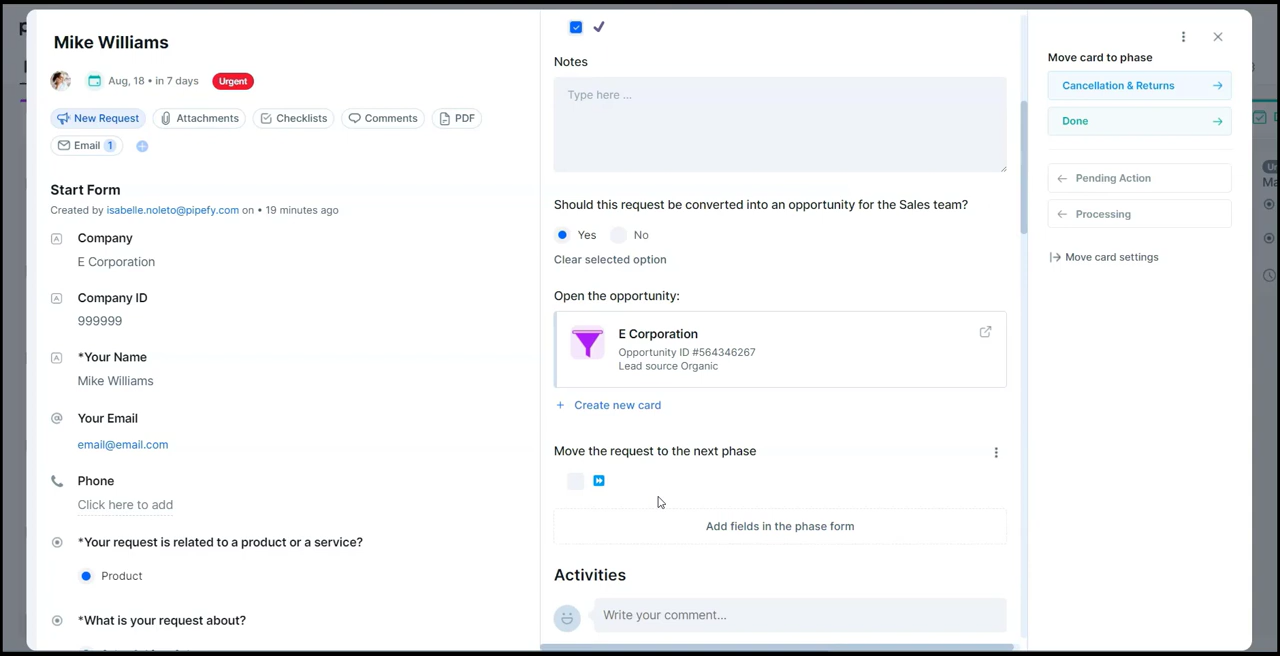 Mike Williams
Aug, 18 • in 7 days
Urgent
New Request
Attachments
Checklists
Comments
PDF
Email 1
Start Form
Created by isabelle.noleto@pipefy.com on • 19 minutes ago
Company
E Corporation
Company ID
999999
*Your Name
Mike Williams
Your Email
email@email.com
Phone
Click here to add
*Your request is related to a product or a service?
Product
*What is your request about?
Notes
Type here ...
Should this request be converted into an opportunity for the Sales team?
Yes
No
Clear selected option
Open the opportunity:
E Corporation
Opportunity ID #564346267
Lead source Organic
+ Create new card
Move the request to the next phase
Add fields in the phase form
Activities
Write your comment...
Move card to phase
Cancellation & Returns
Done
Pending Action
Processing
Move card settings